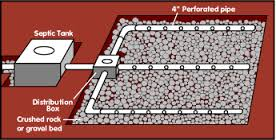 4" Perforated pipe
Septic Tank
Distribution
Box
Crushed rock
or gravel bed